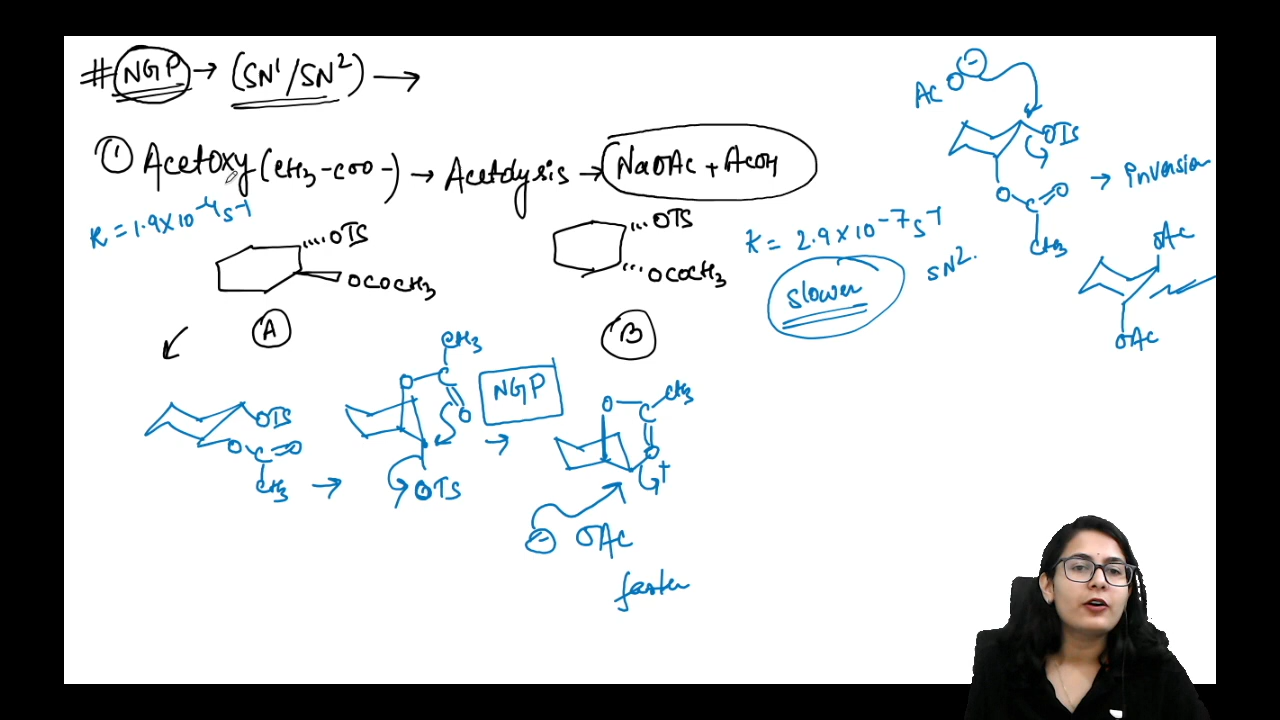 # NGP → (SN¹/SN²) →
① Acetoxy (CH3-COO-) → Acetolysis → NaOAc + AcOH
K = 1.9×10⁻⁴ s⁻¹
OTS
OCOCH3
A
OTS
OCOCH3
B
K = 2.9×10⁻⁷ s⁻¹
slower
SN².
AcO⊖
OTS
O C O
CH3
→ Inversion
OAc
OAc
OTS
O C O
CH3
→
CH3
O C
O
OTS
NGP
→
O C CH3
O +
⊖ OAc
faster